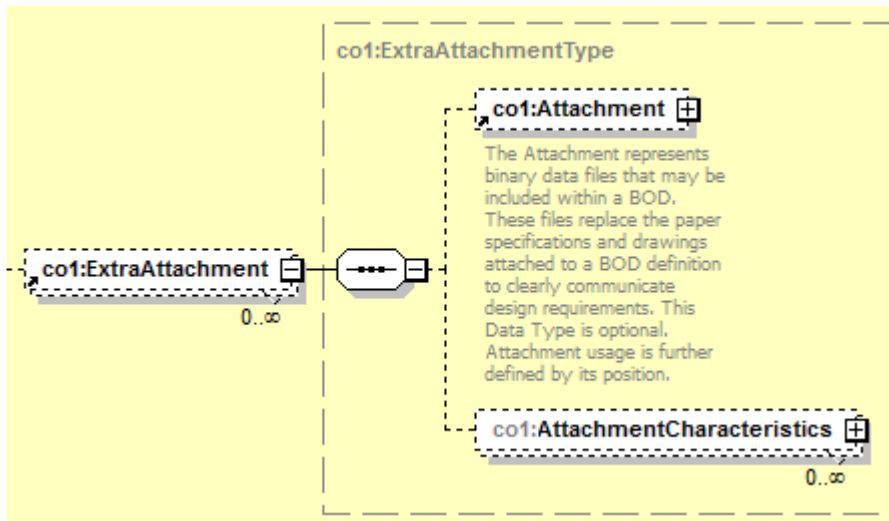 co1:ExtraAttachmentType
co1:Attachment
The Attachment represents
binary data files that may be
included within a BOD.
These files replace the paper
specifications and drawings
attached to a BOD definition
to clearly communicate
design requirements. This
Data Type is optional.
Attachment usage is further
defined by its position.
co1:ExtraAttachment
0..∞
co1:AttachmentCharacteristics
0..∞